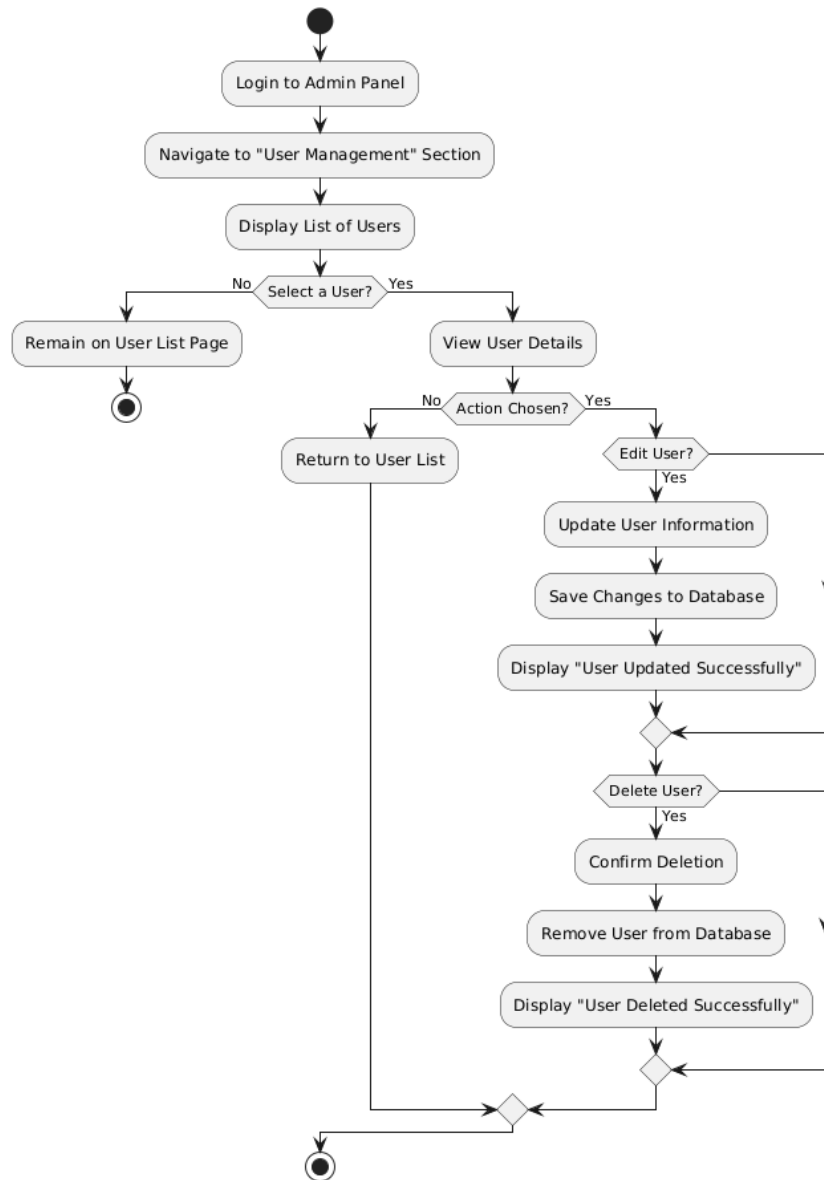 Login to Admin Panel
Navigate to "User Management" Section
Display List of Users
No
Select a User?
Yes
Remain on User List Page
View User Details
No
Action Chosen?
Yes
Return to User List
Edit User?
Yes
Update User Information
Save Changes to Database
Display "User Updated Successfully"
Delete User?
Yes
Confirm Deletion
Remove User from Database
Display "User Deleted Successfully"